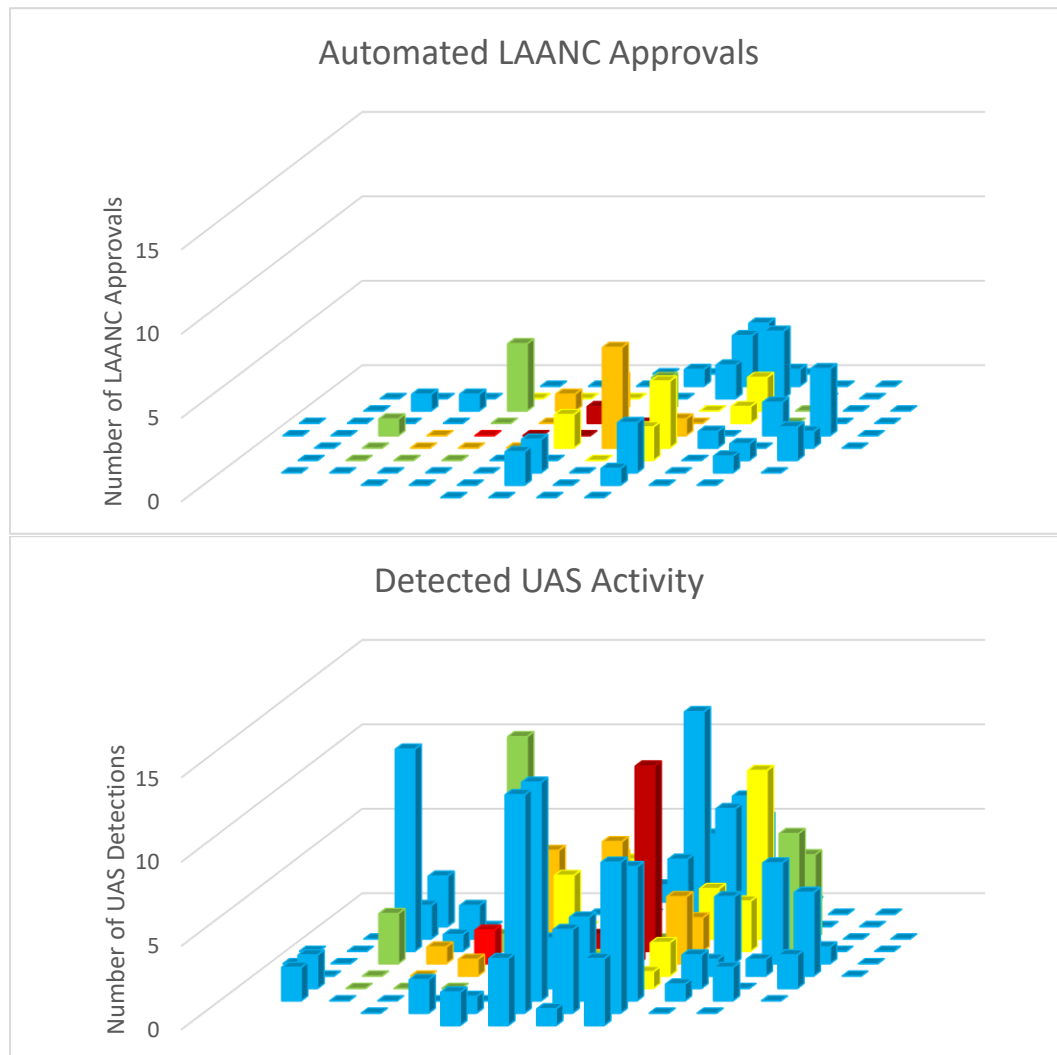 Automated LAANC Approvals
Number of LAANC Approvals
15
10
5
0
Detected UAS Activity
Number of UAS Detections
15
10
5
0